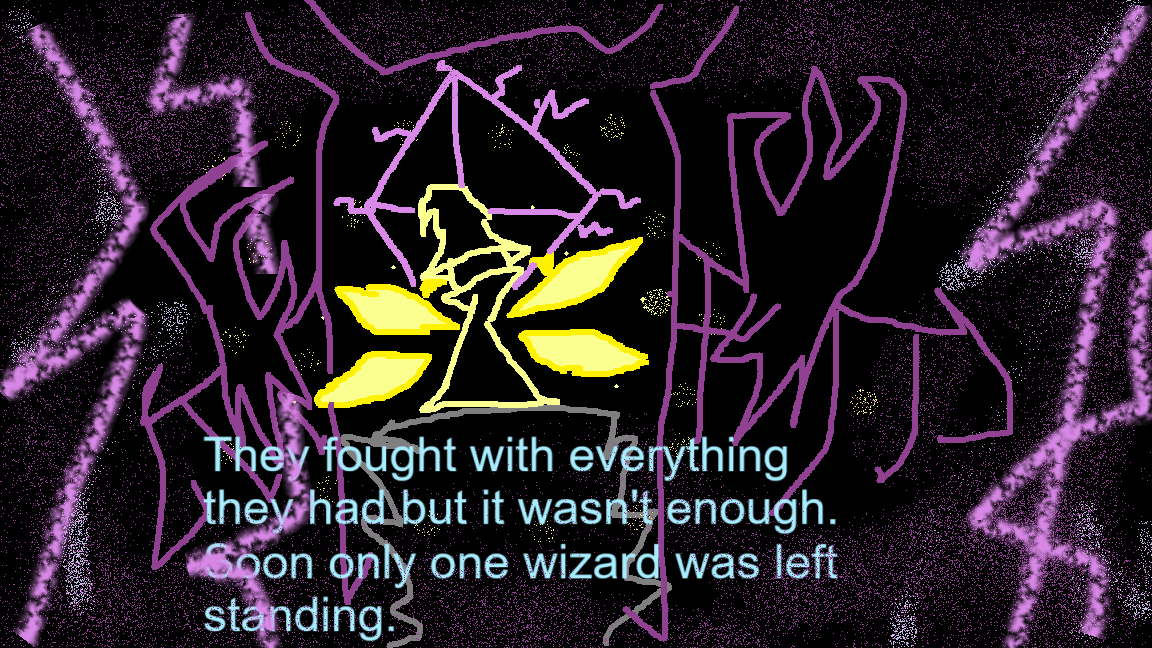 They fought with everything
they had but it wasn't enough.
Soon only one wizard was left
standing.